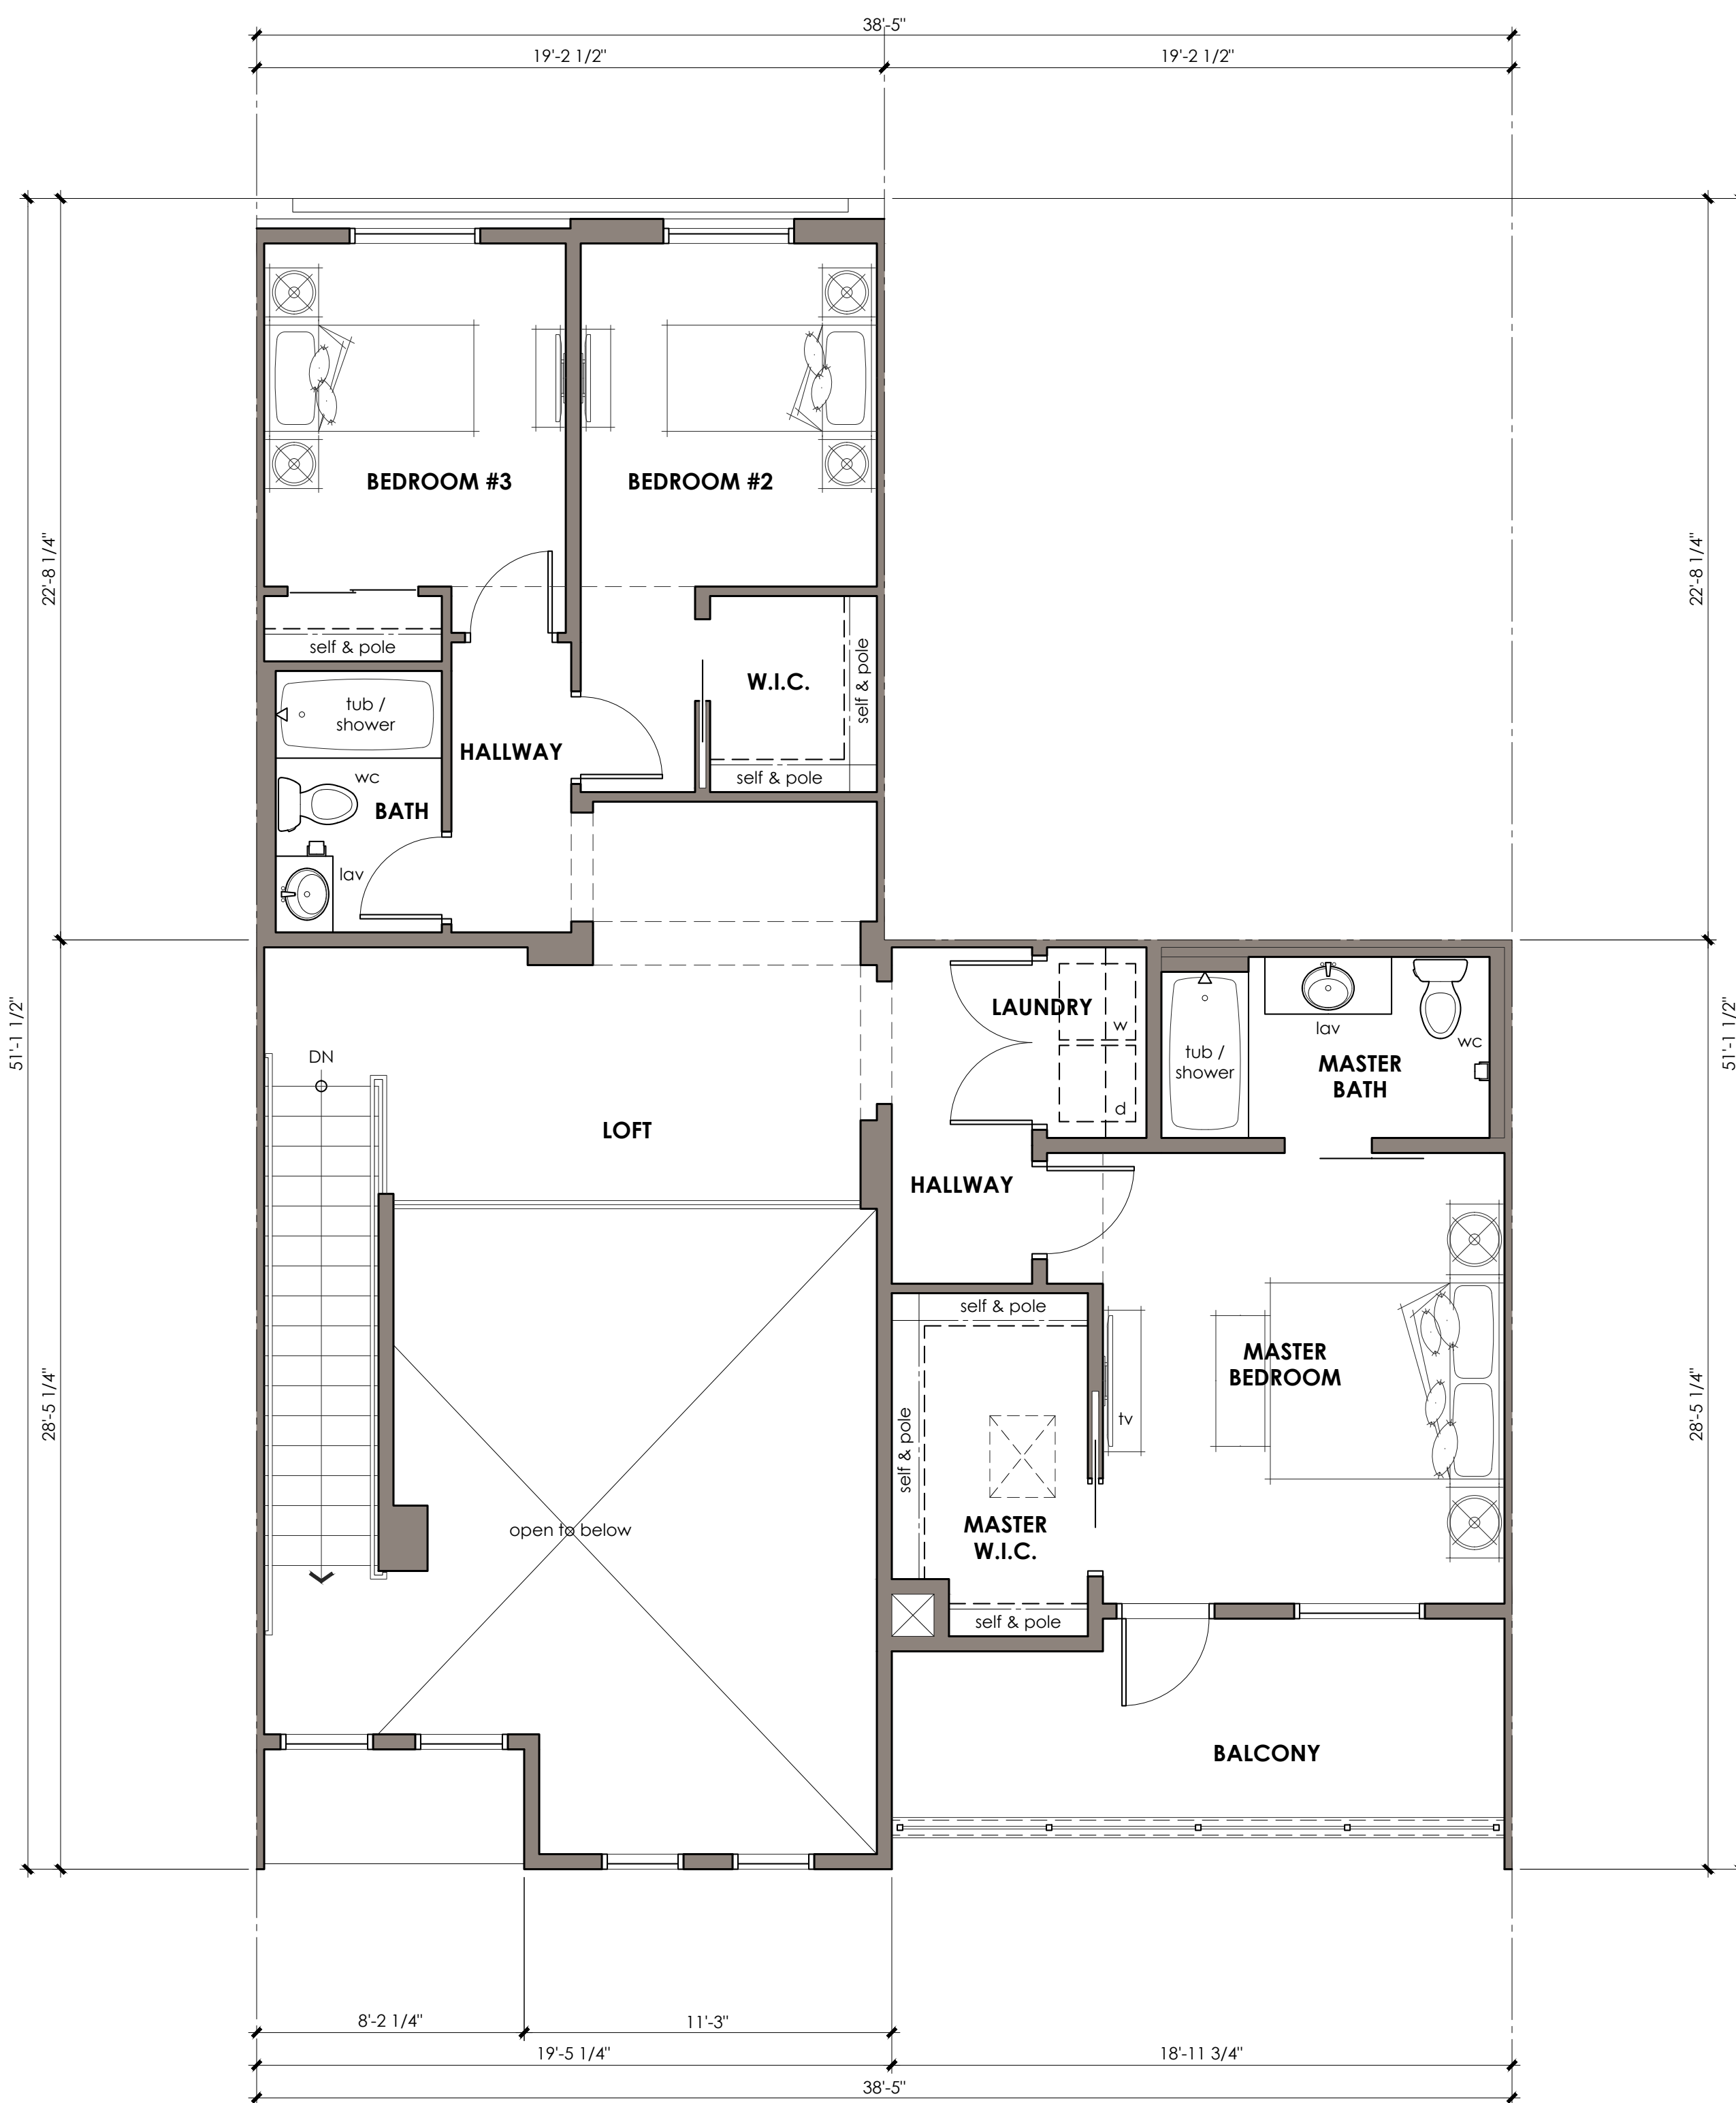 38'-5"
19'-2 1/2"
19'-2 1/2"
BEDROOM #3
BEDROOM #2
22'-8 1/4"
22'-8 1/4"
self & pole
W.I.C.
self & pole
tub /
shower
HALLWAY
wc
self & pole
BATH
lav
51'-1 1/2"
51'-1 1/2"
LAUNDRY
w
lav
wc
DN
tub /
shower
MASTER
BATH
d
LOFT
HALLWAY
self & pole
MASTER
BEDROOM
28'-5 1/4"
28'-5 1/4"
tv
self & pole
MASTER
W.I.C.
open to below
self & pole
BALCONY
8'-2 1/4"
11'-3"
19'-5 1/4"
18'-11 3/4"
38'-5"